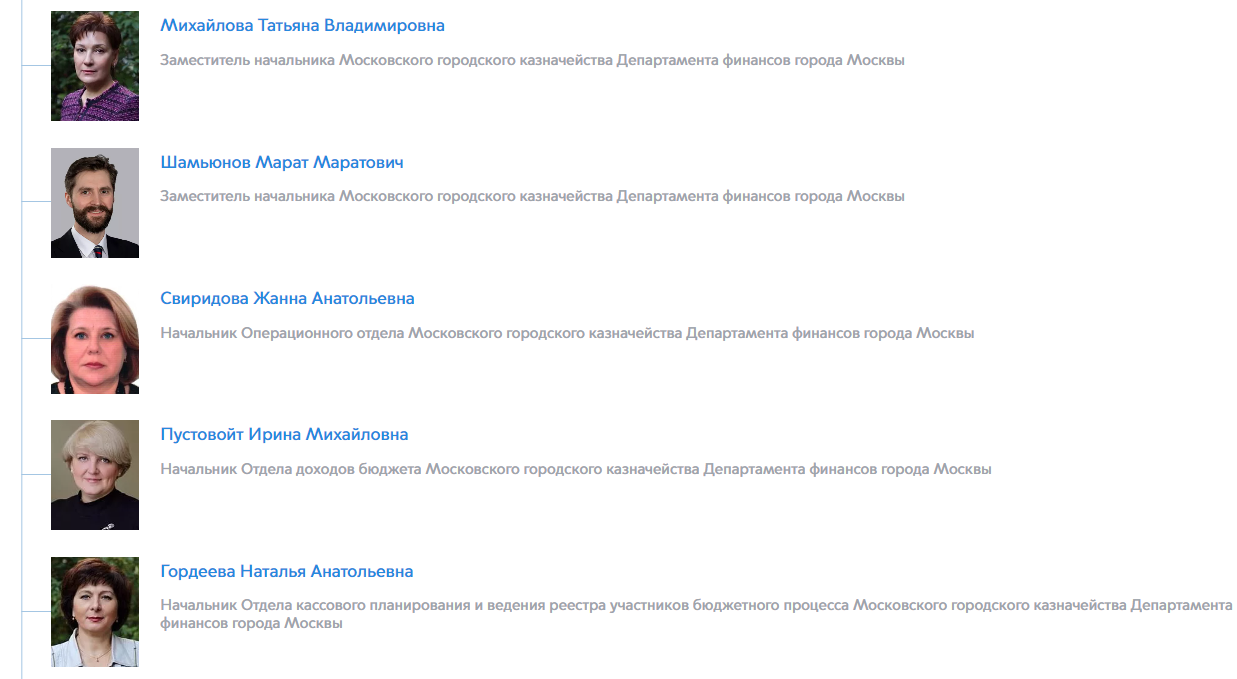 Михайлова Татьяна Владимировна
Заместитель начальника Московского городского казначейства Департамента финансов города Москвы
Шамьюнов Марат Маратович
Заместитель начальника Московского городского казначейства Департамента финансов города Москвы
Свиридова Жанна Анатольевна
Начальник Операционного отдела Московского городского казначейства Департамента финансов города Москвы
Пустовойт Ирина Михайловна
Начальник Отдела доходов бюджета Московского городского казначейства Департамента финансов города Москвы
Гордеева Наталья Анатольевна
Начальник Отдела кассового планирования и ведения реестра участников бюджетного процесса Московского городского казначейства Департамента
финансов города Москвы